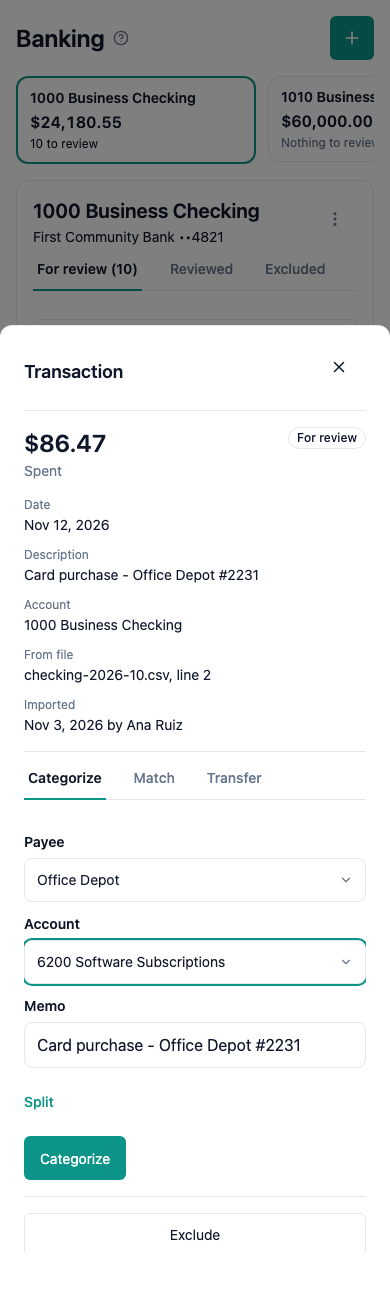 Banking
1000 Business Checking
$24,180.55
10 to review
1010 Business
$60,000.00
Nothing to review
1000 Business Checking
First Community Bank ••4821
For review (10)
Reviewed
Excluded
Transaction
$86.47
For review
Spent
Date
Nov 12, 2026
Description
Card purchase - Office Depot #2231
Account
1000 Business Checking
From file
checking-2026-10.csv, line 2
Imported
Nov 3, 2026 by Ana Ruiz
Categorize
Match
Transfer
Payee
Office Depot
Account
6200 Software Subscriptions
Memo
Card purchase - Office Depot #2231
Split
Categorize
Exclude